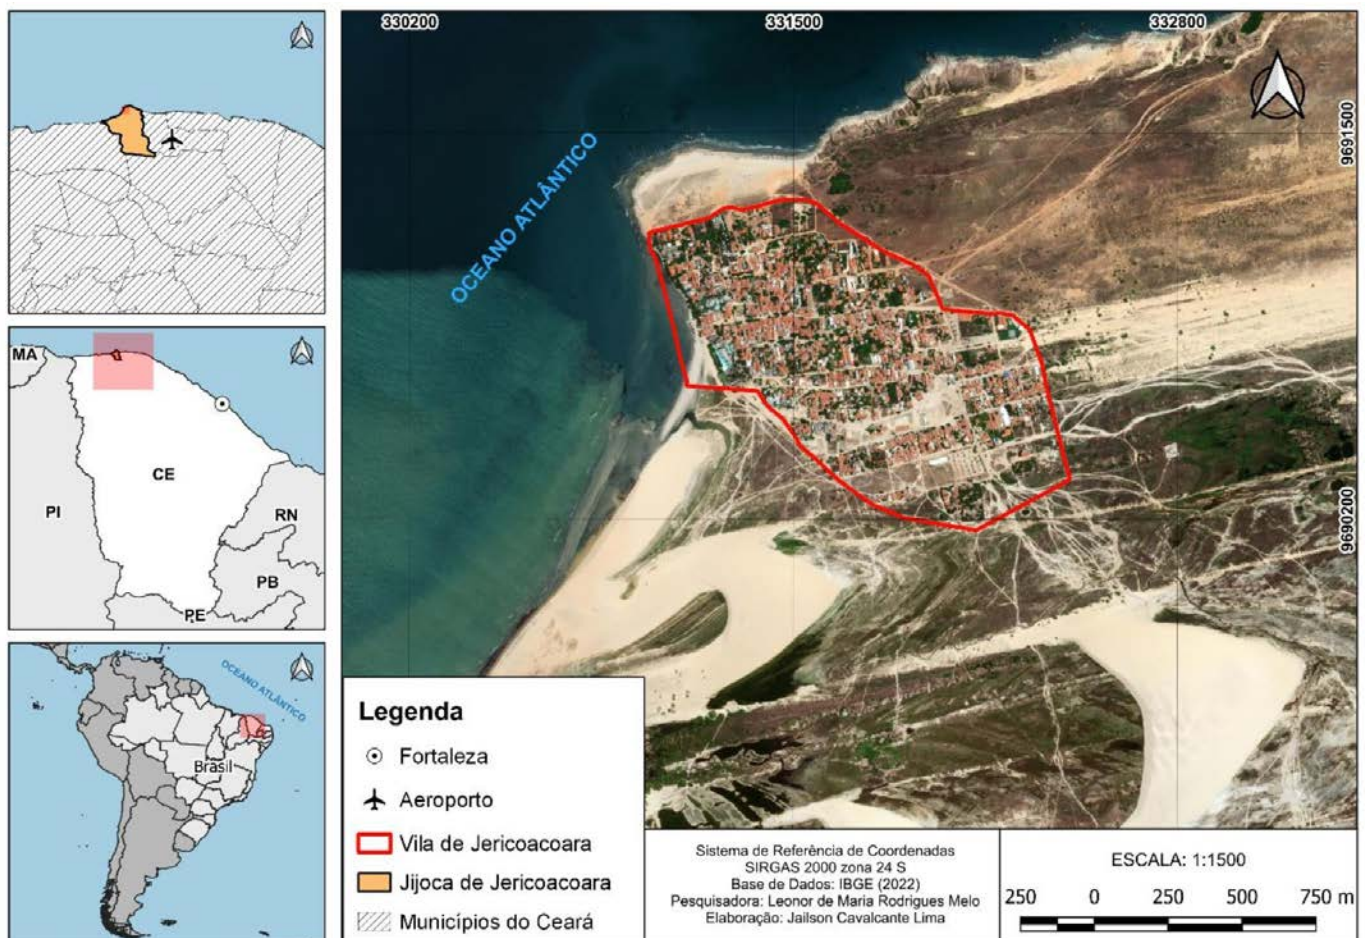 330200
331500
332800
9691500
9690200
OCEANO ATLÂNTICO
MA
CE
PI
RN
PB
PE
OCEANO ATLÂNTICO
Brasil
Legenda
Fortaleza
Aeroporto
Vila de Jericoacoara
Jijoca de Jericoacoara
Municípios do Ceará
Sistema de Referência de Coordenadas
SIRGAS 2000 zona 24 S
Base de Dados: IBGE (2022)
Pesquisadora: Leonor de Maria Rodrigues Melo
Elaboração: Jailson Cavalcante Lima
ESCALA: 1:1500
250 0 250 500 750 m